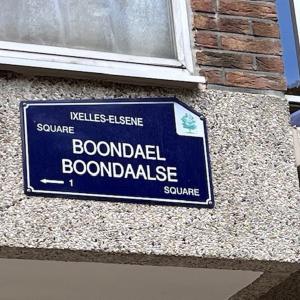 IXELLES-ELSENE
SQUARE
BOONDAEL
BOONDAALSE
← 1 SQUARE